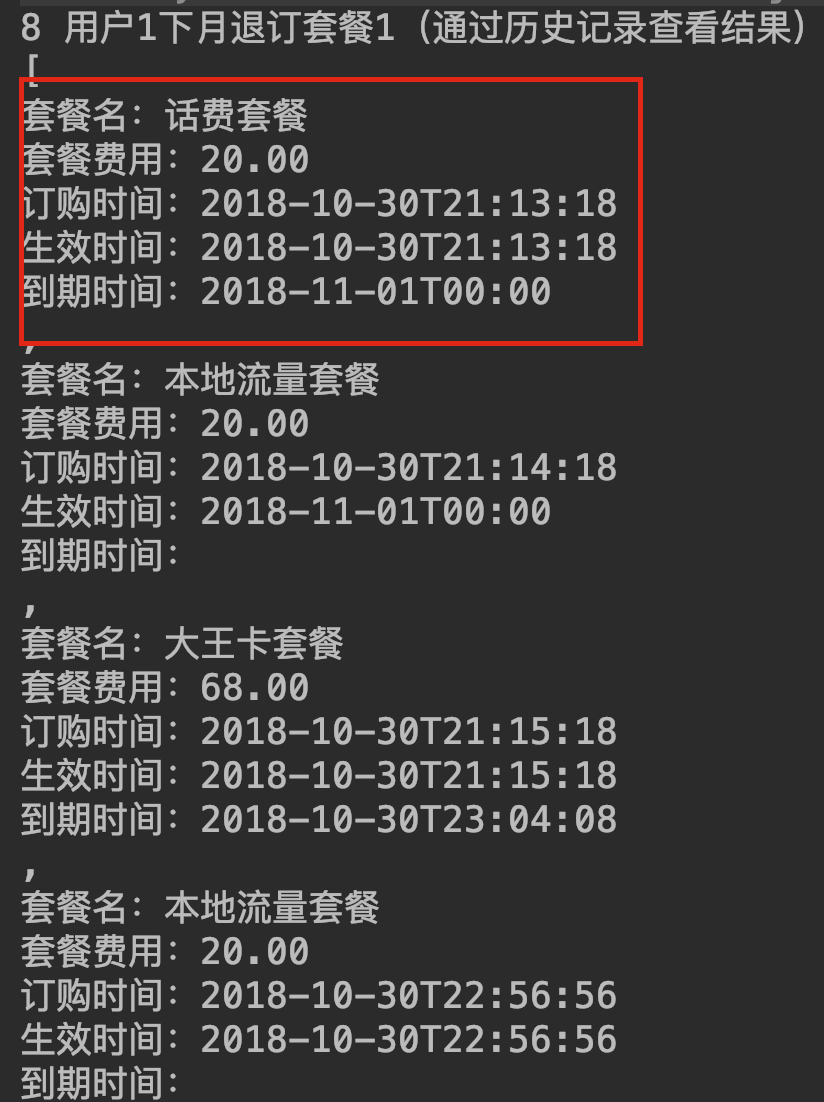 8 用户1下月退订套餐1（通过历史记录查看结果）
[
套餐名：话费套餐
套餐费用：20.00
订购时间：2018-10-30T21:13:18
生效时间：2018-10-30T21:13:18
到期时间：2018-11-01T00:00
,
套餐名：本地流量套餐
套餐费用：20.00
订购时间：2018-10-30T21:14:18
生效时间：2018-11-01T00:00
到期时间：
,
套餐名：大王卡套餐
套餐费用：68.00
订购时间：2018-10-30T21:15:18
生效时间：2018-10-30T21:15:18
到期时间：2018-10-30T23:04:08
,
套餐名：本地流量套餐
套餐费用：20.00
订购时间：2018-10-30T22:56:56
生效时间：2018-10-30T22:56:56
到期时间：